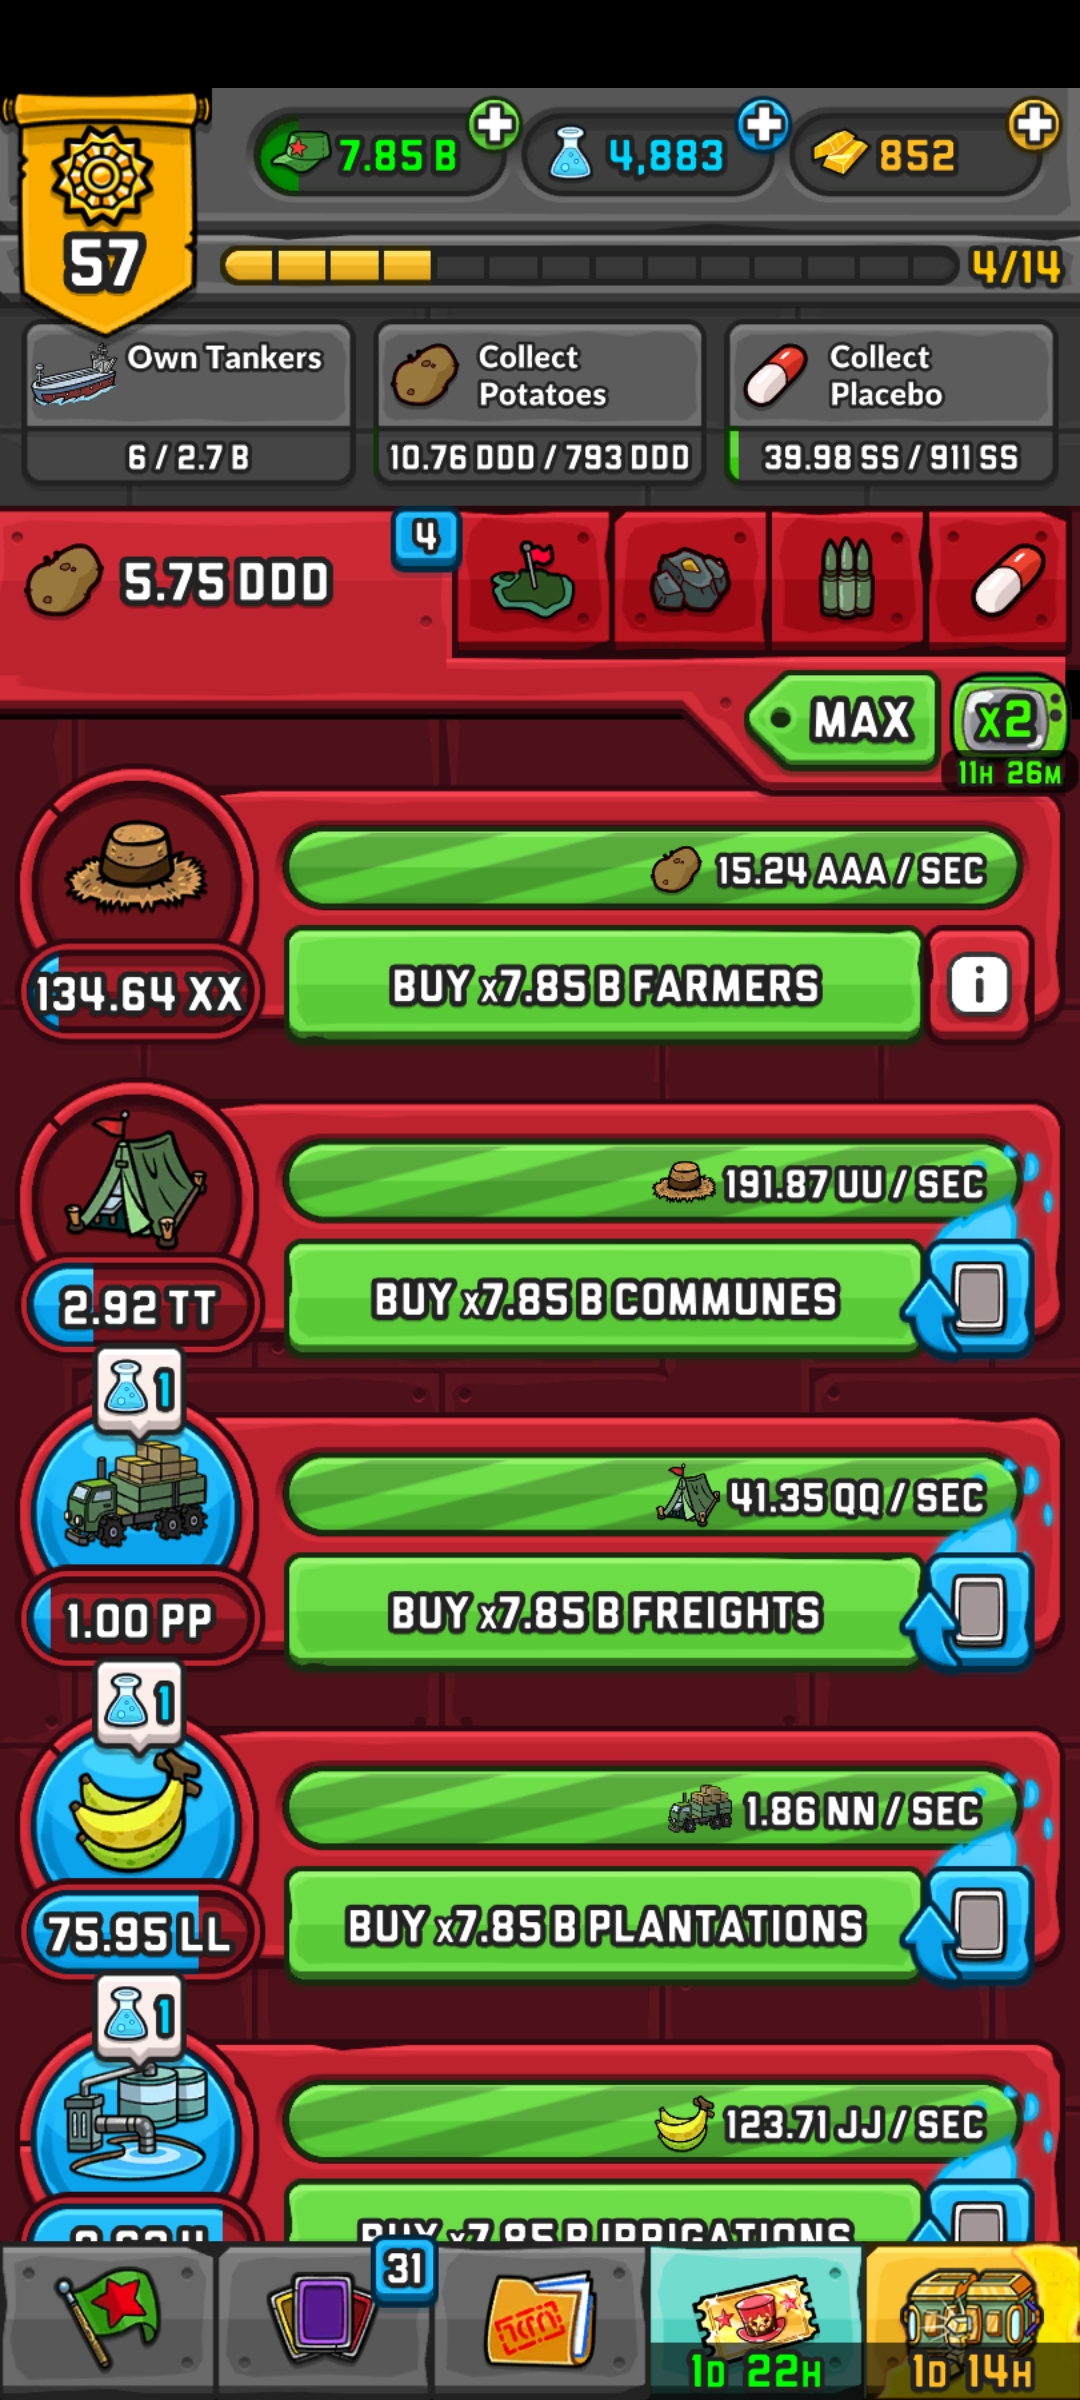 7.85 B
4,883
852
57
4/14
Own Tankers
6 / 2.7 B
Collect
Potatoes
10.76 DDD / 793 DDD
Collect
Placebo
39.98 SS / 911 SS
5.75 DDD
4
MAX
x2
11H 26M
15.24 AAA / SEC
134.64 XX
BUY x7.85 B FARMERS
i
191.87 UU / SEC
2.92 TT
BUY x7.85 B COMMUNES
1
41.35 QQ / SEC
1.00 PP
BUY x7.85 B FREIGHTS
1
1.86 NN / SEC
75.95 LL
BUY x7.85 B PLANTATIONS
1
123.71 JJ / SEC
BUY x7.85 B IRRIGATIONS
31
1D 22H
1D 14H